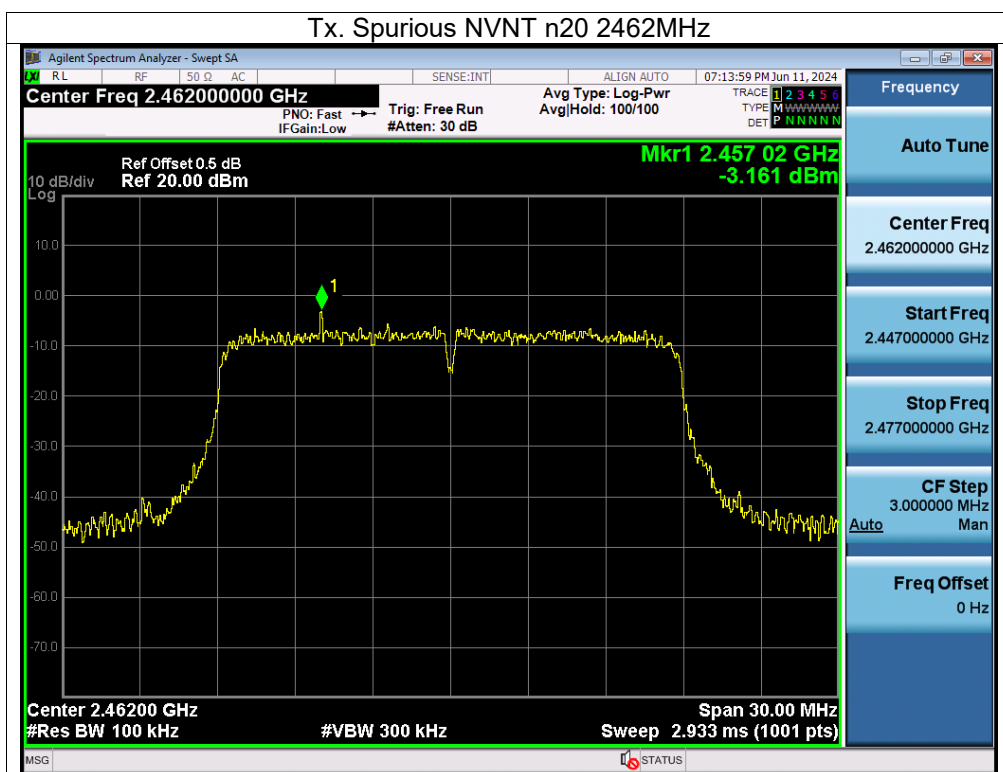 Tx. Spurious NVNT n20 2462MHz
Agilent Spectrum Analyzer - Swept SA
LXI RL RF 50 Ω AC SENSE:INT ALIGN AUTO 07:13:59 PM Jun 11, 2024
Center Freq 2.462000000 GHz
PNO: Fast
IFGain:Low
Trig: Free Run
#Atten: 30 dB
Avg Type: Log-Pwr
Avg|Hold: 100/100
TRACE 1 2 3 4 5 6
TYPE M W W W W W
DET P N N N N N
Mkr1 2.457 02 GHz
-3.161 dBm
Ref Offset 0.5 dB
10 dB/div Ref 20.00 dBm
Log
10.0
0.00
-10.0
-20.0
-30.0
-40.0
-50.0
-60.0
-70.0
1
Center 2.46200 GHz Span 30.00 MHz
#Res BW 100 kHz #VBW 300 kHz Sweep 2.933 ms (1001 pts)
MSG STATUS
Frequency
Auto Tune
Center Freq
2.462000000 GHz
Start Freq
2.447000000 GHz
Stop Freq
2.477000000 GHz
CF Step
3.000000 MHz
Auto Man
Freq Offset
0 Hz